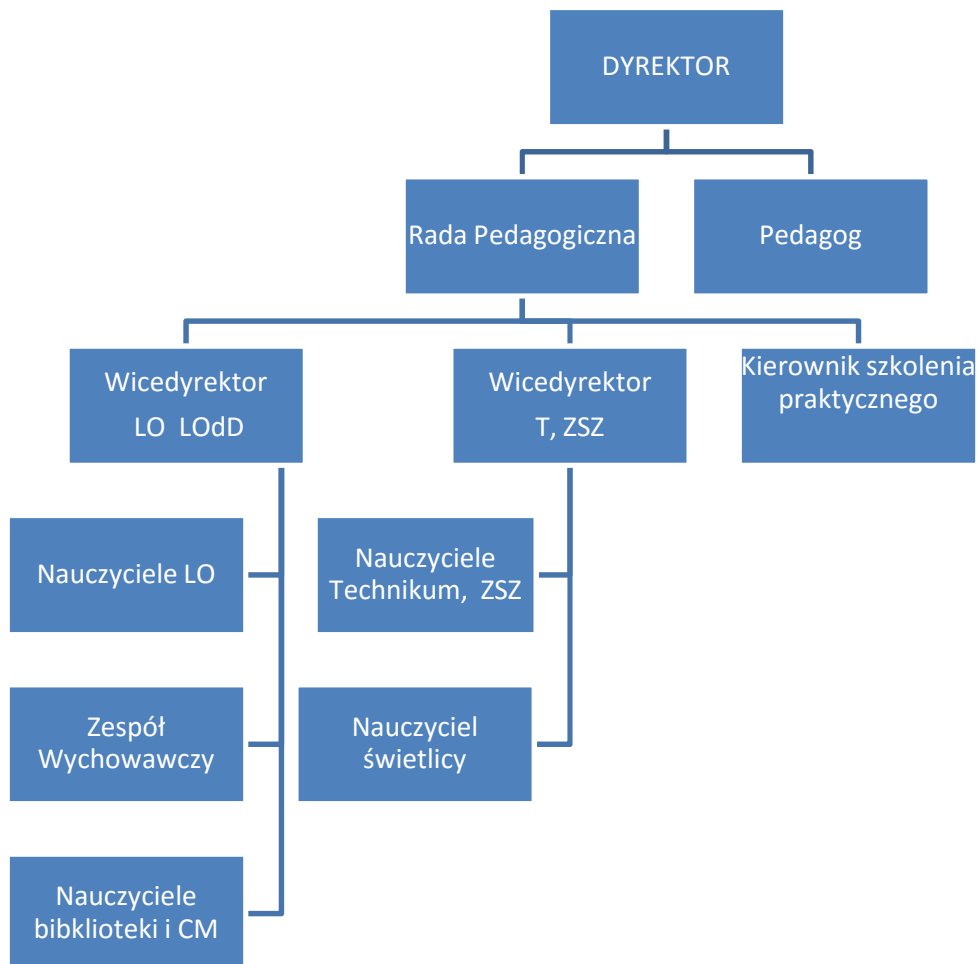 DYREKTOR
Rada Pedagogiczna
Pedagog
Wicedyrektor
LO  LOdD
Wicedyrektor
T, ZSZ
Kierownik szkolenia
praktycznego
Nauczyciele LO
Nauczyciele
Technikum,  ZSZ
Zespół
Wychowawczy
Nauczyciel
świetlicy
Nauczyciele
bibklioteki i CM